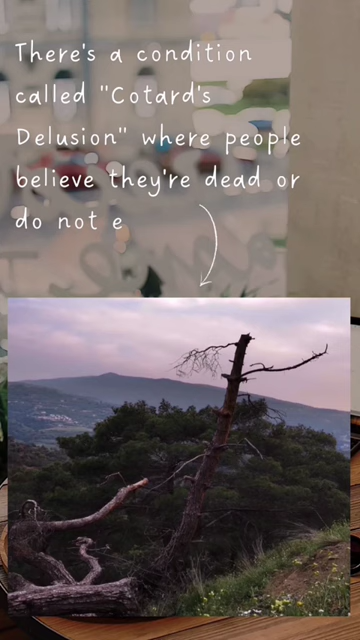 There's a condition
called "Cotard's
Delusion" where people
believe they're dead or
do not e